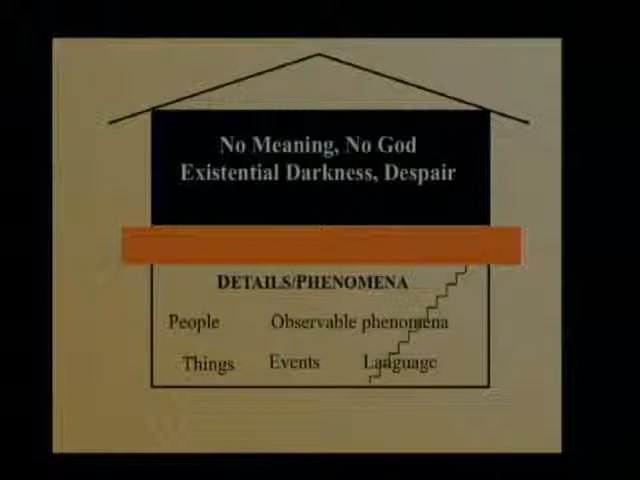 No Meaning, No God
Existential Darkness, Despair
DETAILS/PHENOMENA
People Observable phenomena
Things Events Language